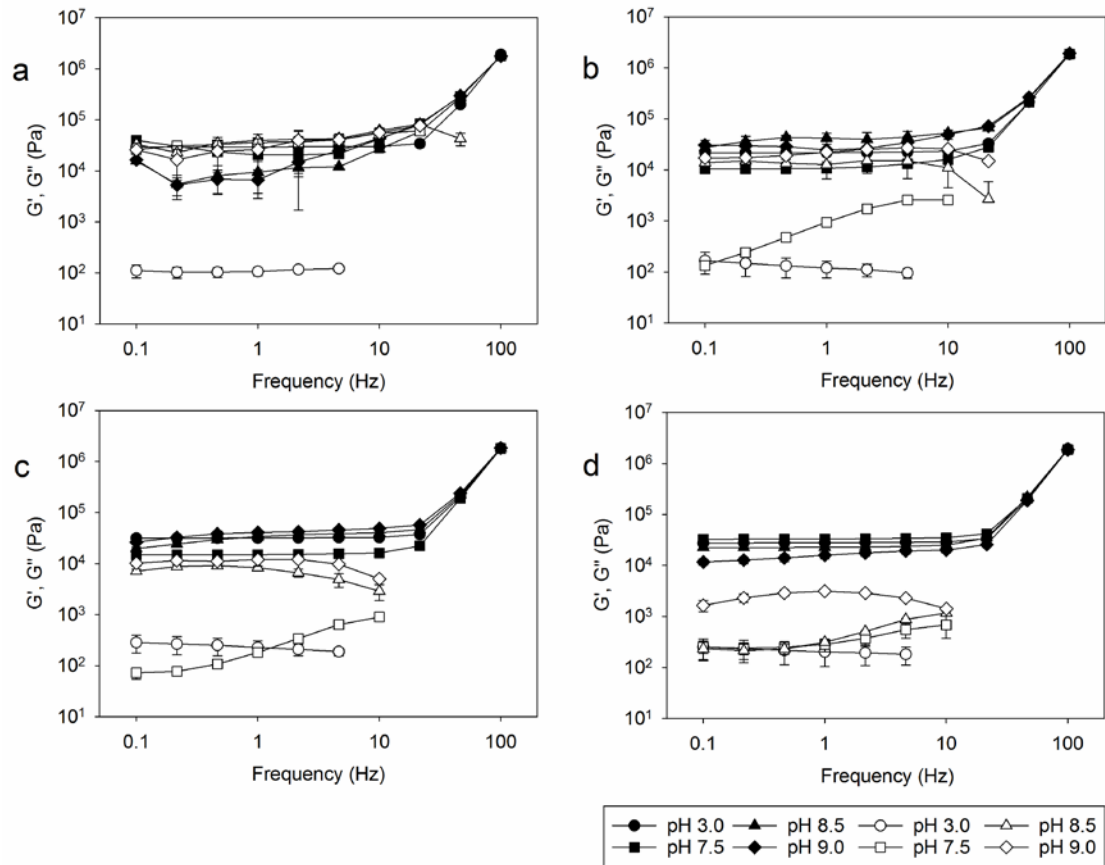 a
G', G" (Pa)
10⁷
10⁶
10⁵
10⁴
10³
10²
10¹
0.1 1 10 100
Frequency (Hz)
b
G', G" (Pa)
10⁷
10⁶
10⁵
10⁴
10³
10²
10¹
0.1 1 10 100
Frequency (Hz)
c
G', G" (Pa)
10⁷
10⁶
10⁵
10⁴
10³
10²
10¹
0.1 1 10 100
Frequency (Hz)
d
G', G" (Pa)
10⁷
10⁶
10⁵
10⁴
10³
10²
10¹
0.1 1 10 100
Frequency (Hz)
pH 3.0 pH 8.5 pH 3.0 pH 8.5
pH 7.5 pH 9.0 pH 7.5 pH 9.0